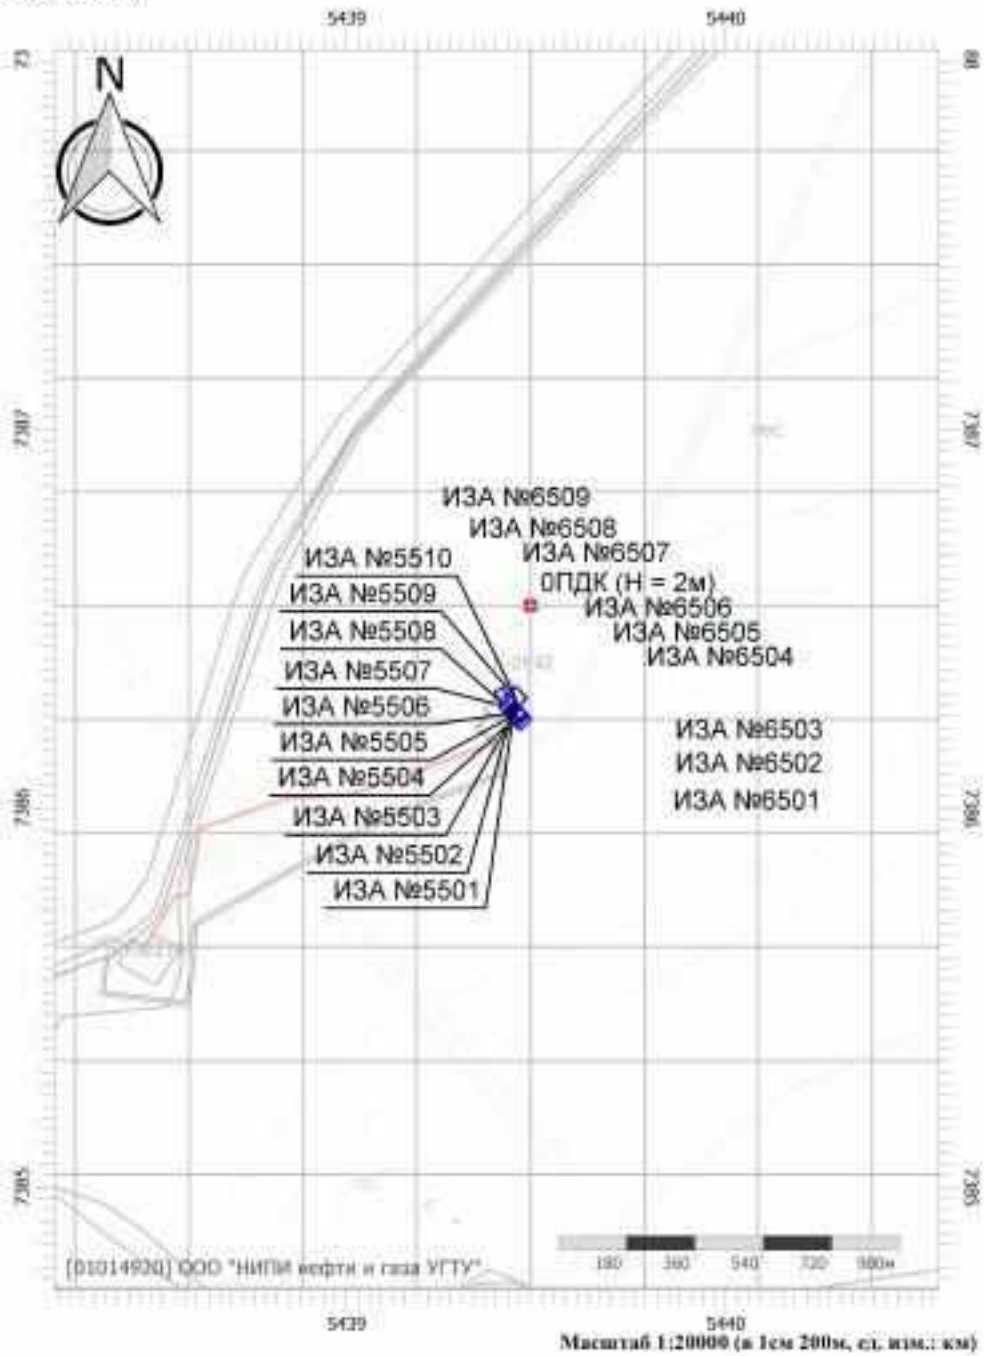 5439
5440
N
7387
7387
ИЗА №6509
ИЗА №6508
ИЗА №6507
ИЗА №5510
0ПДК (H = 2м)
ИЗА №5509
ИЗА №6506
ИЗА №5508
ИЗА №6505
ИЗА №6504
ИЗА №5507
ИЗА №5506
ИЗА №6503
ИЗА №5505
ИЗА №6502
ИЗА №5504
ИЗА №6501
7386
7386
ИЗА №5503
ИЗА №5502
ИЗА №5501
7385
7385
[01014920] ООО "НИПИ нефти и газа УГТУ"
180 360 540 720 900м
5439
5440
Масштаб 1:20000 (в 1см 200м, ед. изм.: км)